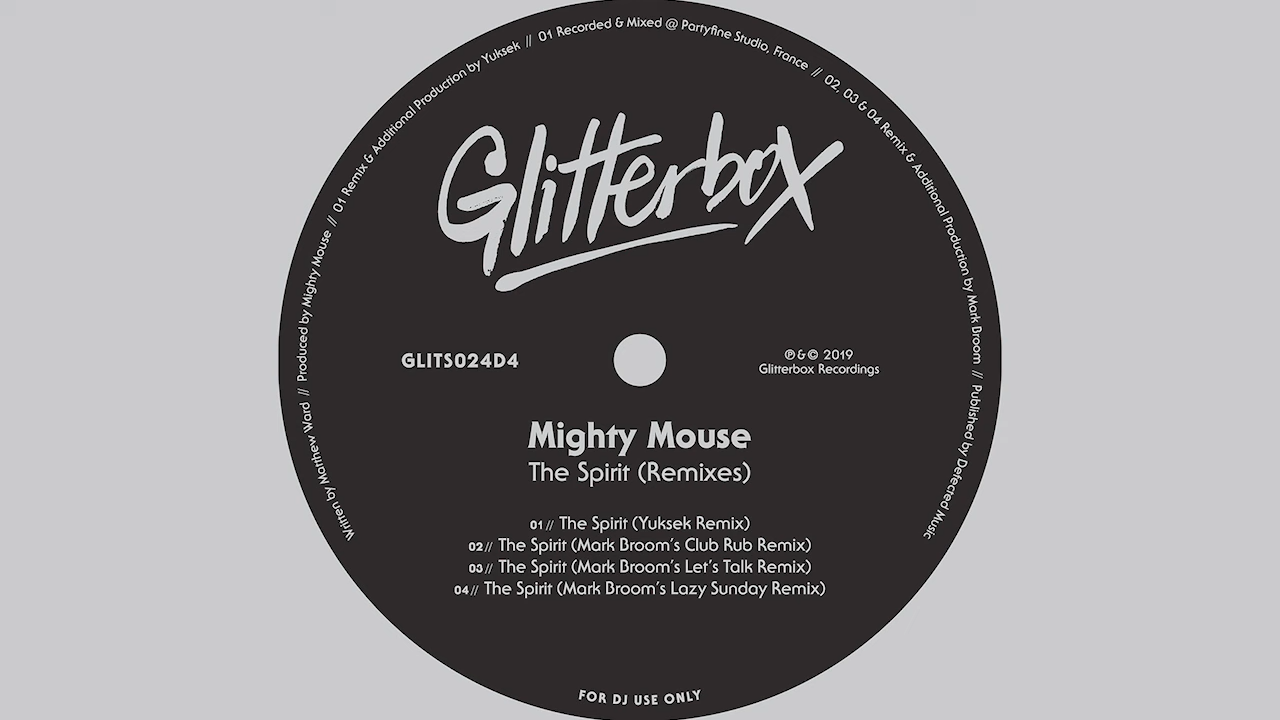 Written by Matthew Ward // Produced by Mighty Mouse // 01 Remix & Additional Production by Yuksek // 01 Recorded & Mixed @ Partyfine Studio, France // 02, 03 & 04 Remix & Additional Production by Mark Broom // Published by Defected Music
Glitterbox
GLITS024D4
℗&© 2019
Glitterbox Recordings
Mighty Mouse
The Spirit (Remixes)
01// The Spirit (Yuksek Remix)
02// The Spirit (Mark Broom's Club Rub Remix)
03// The Spirit (Mark Broom's Let's Talk Remix)
04// The Spirit (Mark Broom's Lazy Sunday Remix)
FOR DJ USE ONLY